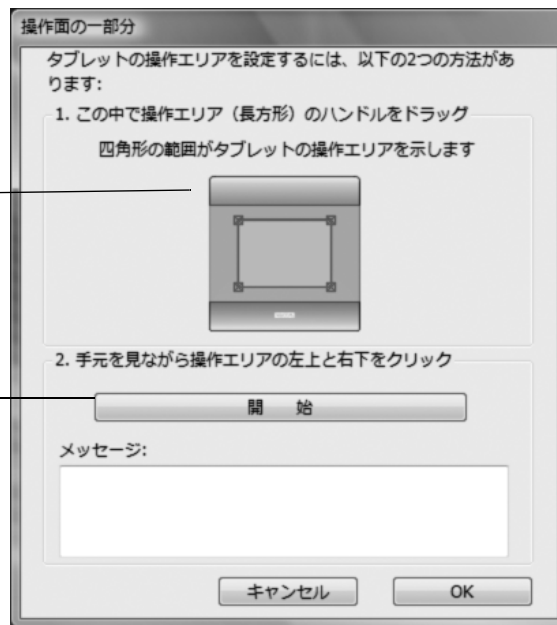 操作面の一部分
タブレットの操作エリアを設定するには、以下の2つの方法があ
ります:
1. この中で操作エリア（長方形）のハンドルをドラッグ
四角形の範囲がタブレットの操作エリアを示します
2. 手元を見ながら操作エリアの左上と右下をクリック
開　始
メッセージ:
キャンセル
OK